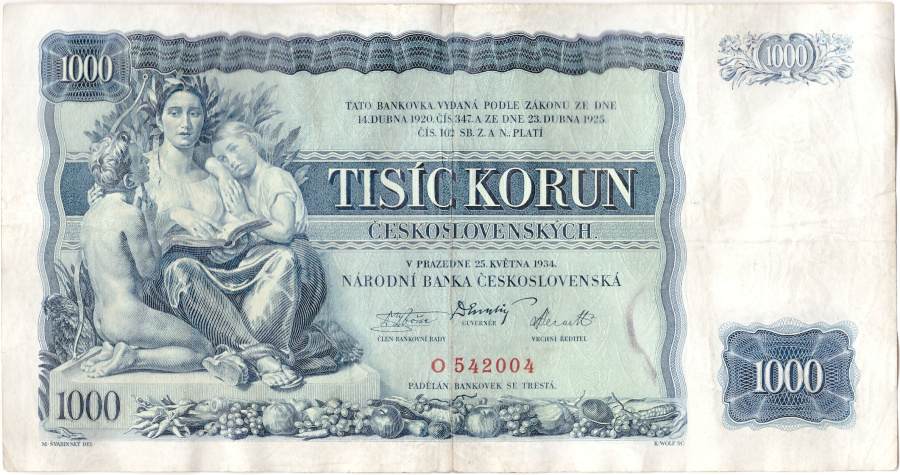 1000
1000
TATO BANKOVKA, VYDANÁ PODLE ZÁKONU ZE DNE
14. DUBNA 1920, ČÍS. 347, A ZE DNE 23. DUBNA 1925,
ČÍS. 102 SB. Z. A N., PLATÍ
TISÍC KORUN
ČESKOSLOVENSKÝCH.
V PRAZE DNE 25. KVĚTNA 1934.
NÁRODNÍ BANKA ČESKOSLOVENSKÁ
ČLEN BANKOVNÍ RADY
GUVERNÉR
VRCHNÍ ŘEDITEL
O 542004
PADĚLÁNÍ BANKOVEK SE TRESTÁ.
1000
1000
M. ŠVABINSKÝ DEL.
K. WOLF SC.